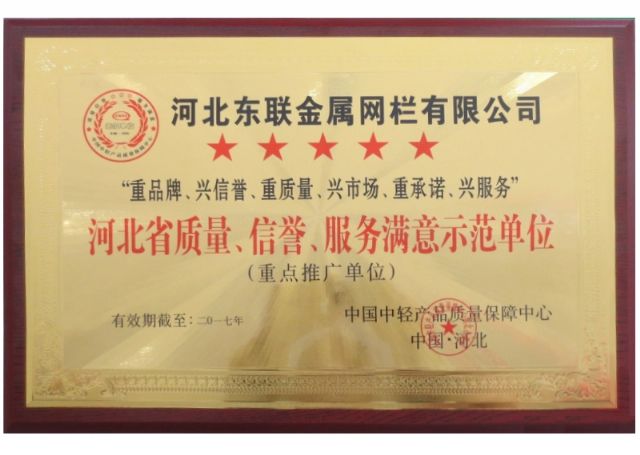 河北东联金属网栏有限公司
★★★★★
“重品牌、兴信誉、重质量、兴市场、重承诺、兴服务”
河北省质量、信誉、服务满意示范单位
(重点推广单位)
有效期截至:二〇一七年
中国中轻产品质量保障中心
中国·河北